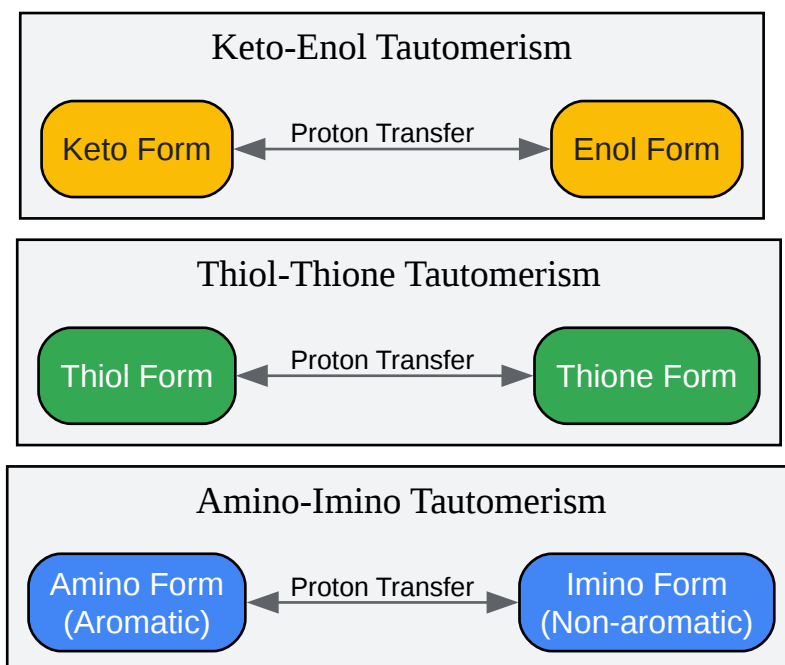 Keto-Enol Tautomerism
Keto Form
Proton Transfer
Enol Form
Thiol-Thione Tautomerism
Thiol Form
Proton Transfer
Thione Form
Amino-Imino Tautomerism
Amino Form
(Aromatic)
Proton Transfer
Imino Form
(Non-aromatic)